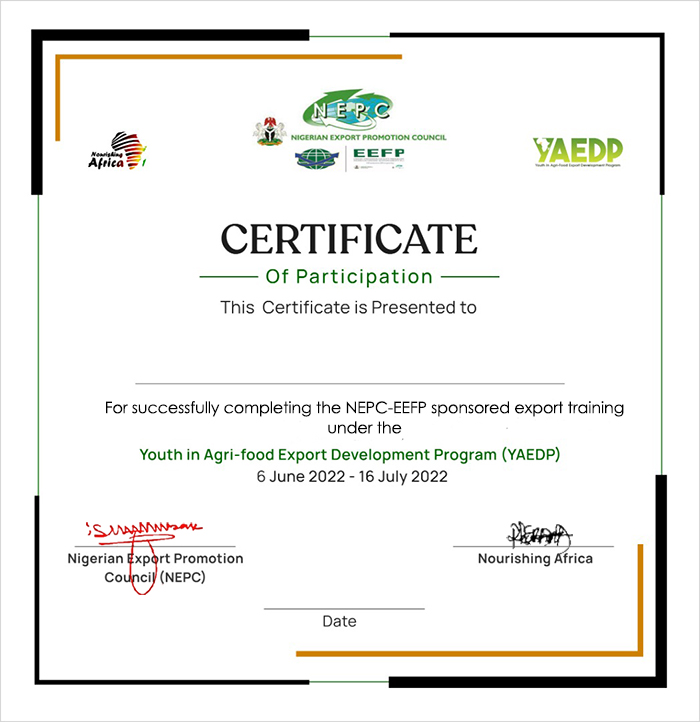 NEPC
NIGERIAN EXPORT PROMOTION COUNCIL
Nourishing
Africa
EEFP
YAEDP
Youth in Agri-food Export Development Program
CERTIFICATE
Of Participation
This Certificate is Presented to
For successfully completing the NEPC-EEFP sponsored export training
under the
Youth in Agri-food Export Development Program (YAEDP)
6 June 2022 - 16 July 2022
Nigerian Export Promotion
Council (NEPC)
Nourishing Africa
Date